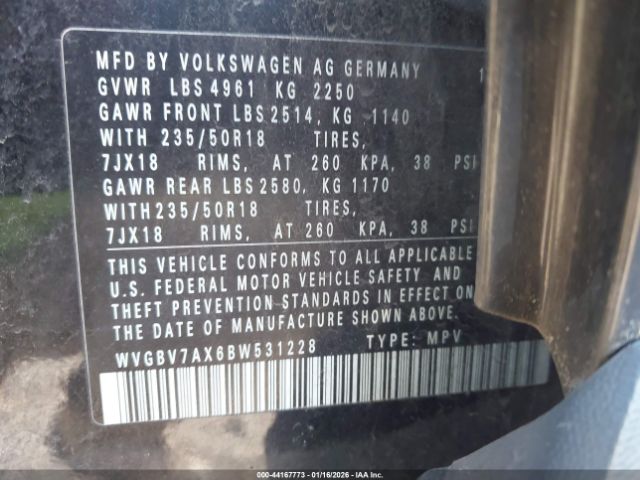 MFD BY VOLKSWAGEN AG GERMANY 1
GVWR LBS 4961 KG 2250
GAWR FRONT LBS 2514, KG 1140
WITH 235/50R18 TIRES,
7JX18 RIMS, AT 260 KPA, 38 PSI
GAWR REAR LBS 2580, KG 1170
WITH 235/50R18 TIRES,
7JX18 RIMS, AT 260 KPA, 38 PSI
THIS VEHICLE CONFORMS TO ALL APPLICABLE
U.S. FEDERAL MOTOR VEHICLE SAFETY AND
THEFT PREVENTION STANDARDS IN EFFECT ON
THE DATE OF MANUFACTURE SHOWN ABOVE.
WVGBV7AX6BW531228 TYPE: MPV
000-44167773 - 01/16/2026 - IAA Inc.